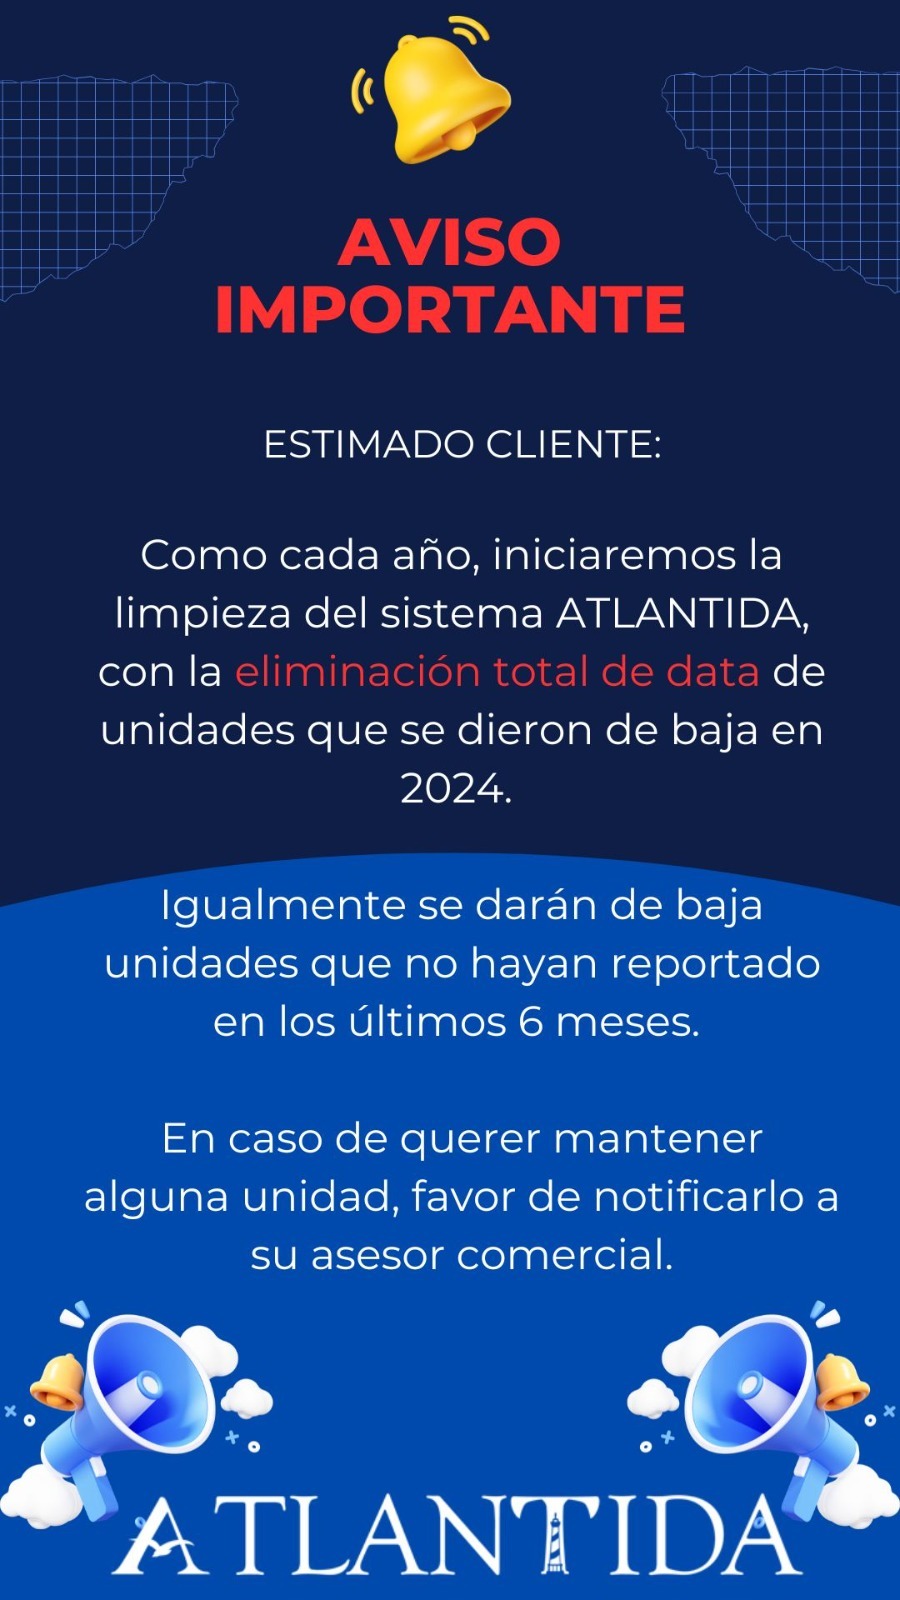 AVISO
IMPORTANTE
ESTIMADO CLIENTE:
Como cada año, iniciaremos la
limpieza del sistema ATLANTIDA,
con la eliminación total de data de
unidades que se dieron de baja en
2024.
Igualmente se darán de baja
unidades que no hayan reportado
en los últimos 6 meses.
En caso de querer mantener
alguna unidad, favor de notificarlo a
su asesor comercial.
ATLANTIDA